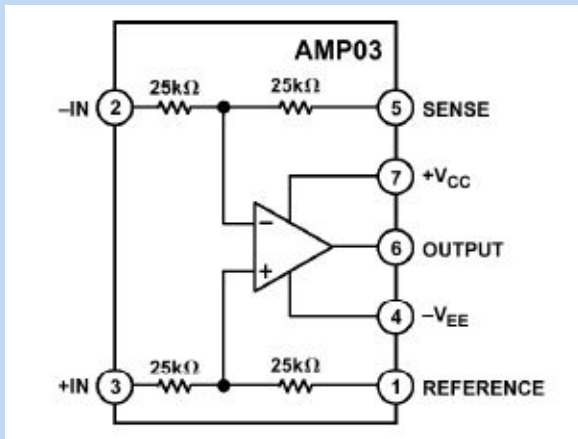 AMP03
25kΩ 25kΩ
–IN 2 5 SENSE
7 +VCC
–
6 OUTPUT
+
4 –VEE
25kΩ 25kΩ
+IN 3 1 REFERENCE